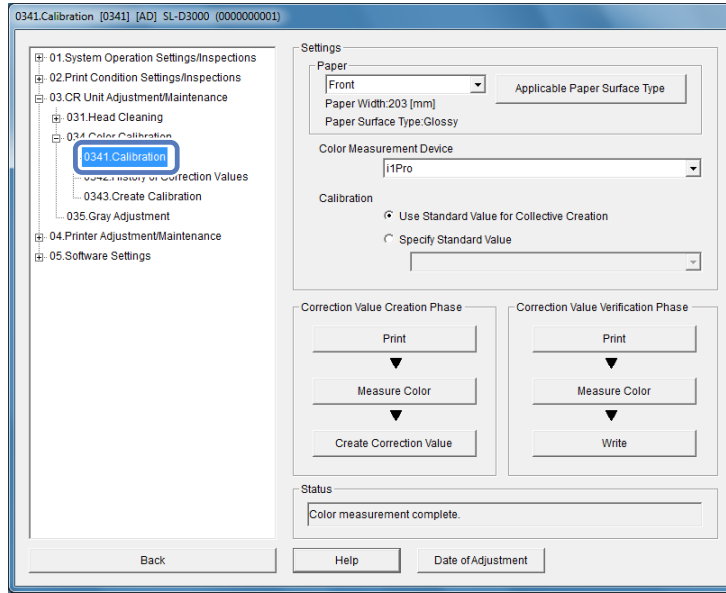 0341.Calibration [0341] [AD] SL-D3000 (0000000001)
01.System Operation Settings/Inspections
02.Print Condition Settings/Inspections
03.CR Unit Adjustment/Maintenance
031.Head Cleaning
034.Color Calibration
0341.Calibration
0342.History of Correction Values
0343.Create Calibration
035.Gray Adjustment
04.Printer Adjustment/Maintenance
05.Software Settings
Back
Settings
Paper
Front
Applicable Paper Surface Type
Paper Width:203 [mm]
Paper Surface Type:Glossy
Color Measurement Device
i1Pro
Calibration
Use Standard Value for Collective Creation
Specify Standard Value
Correction Value Creation Phase
Print
Measure Color
Create Correction Value
Correction Value Verification Phase
Print
Measure Color
Write
Status
Color measurement complete.
Help
Date of Adjustment